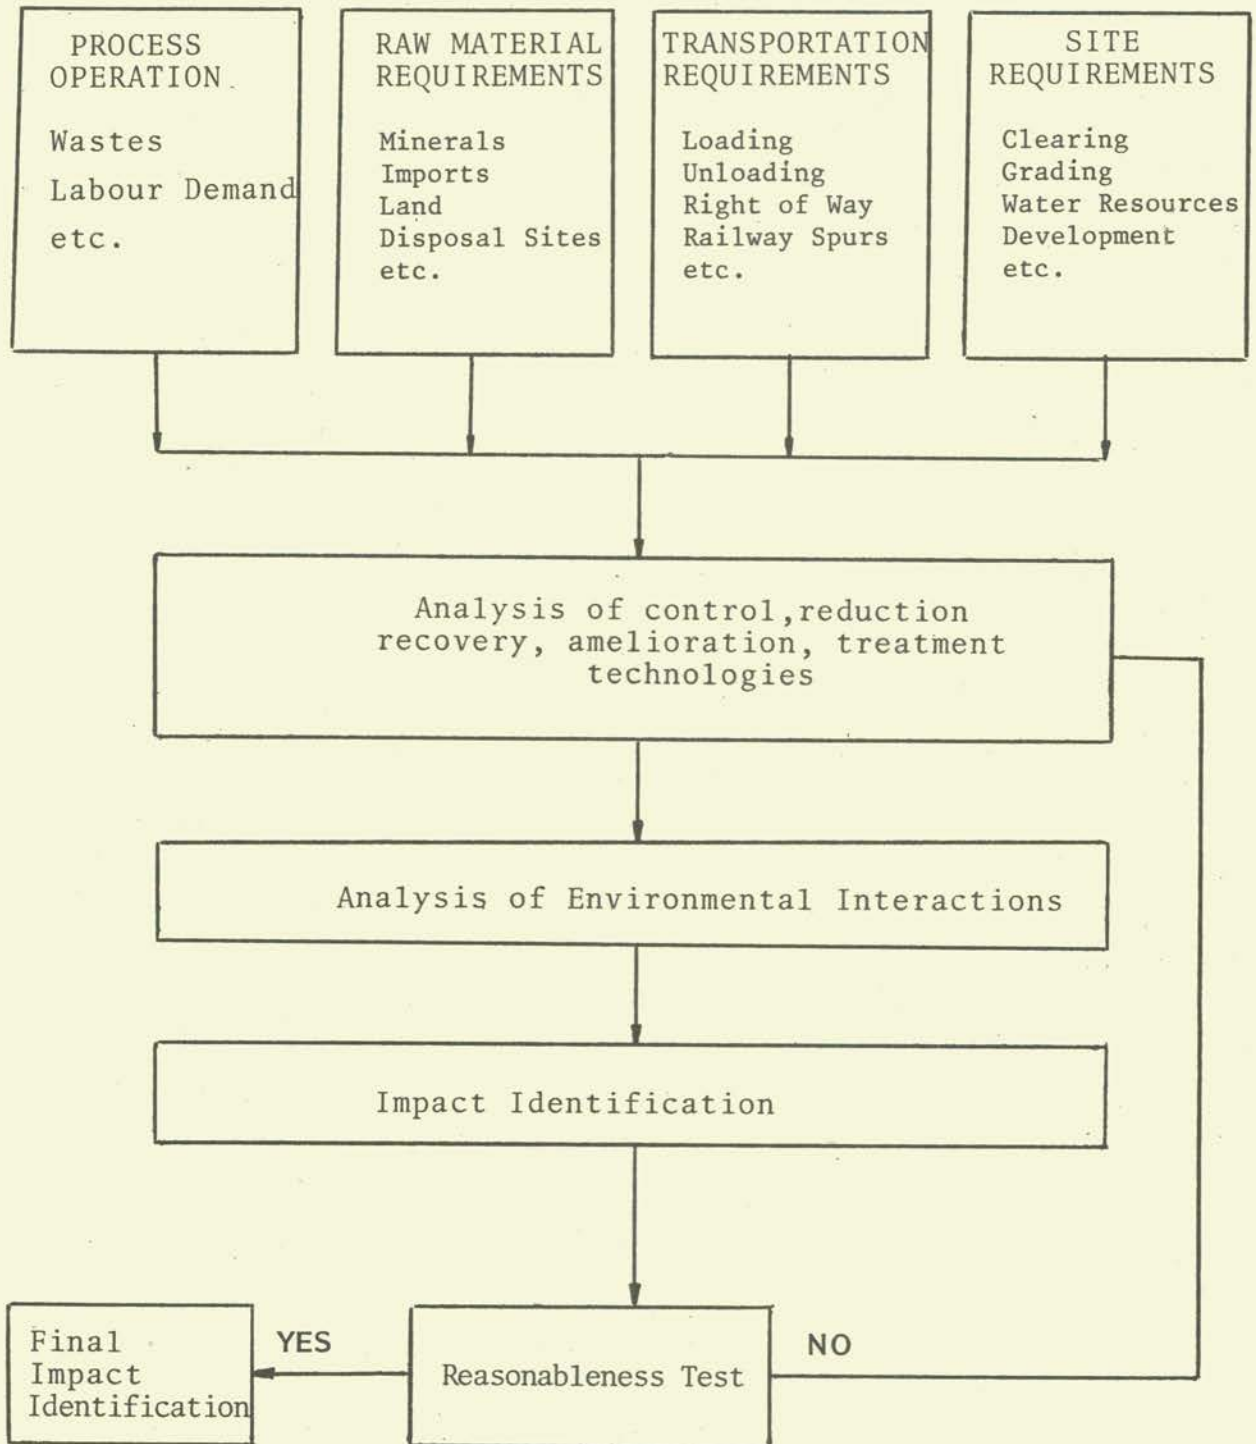 PROCESS
OPERATION
Wastes
Labour Demand
etc.
RAW MATERIAL
REQUIREMENTS
Minerals
Imports
Land
Disposal Sites
etc.
TRANSPORTATION
REQUIREMENTS
Loading
Unloading
Right of Way
Railway Spurs
etc.
SITE
REQUIREMENTS
Clearing
Grading
Water Resources
Development
etc.
Analysis of control,reduction
recovery, amelioration, treatment
technologies
Analysis of Environmental Interactions
Impact Identification
Final
Impact
Identification
YES
Reasonableness Test
NO